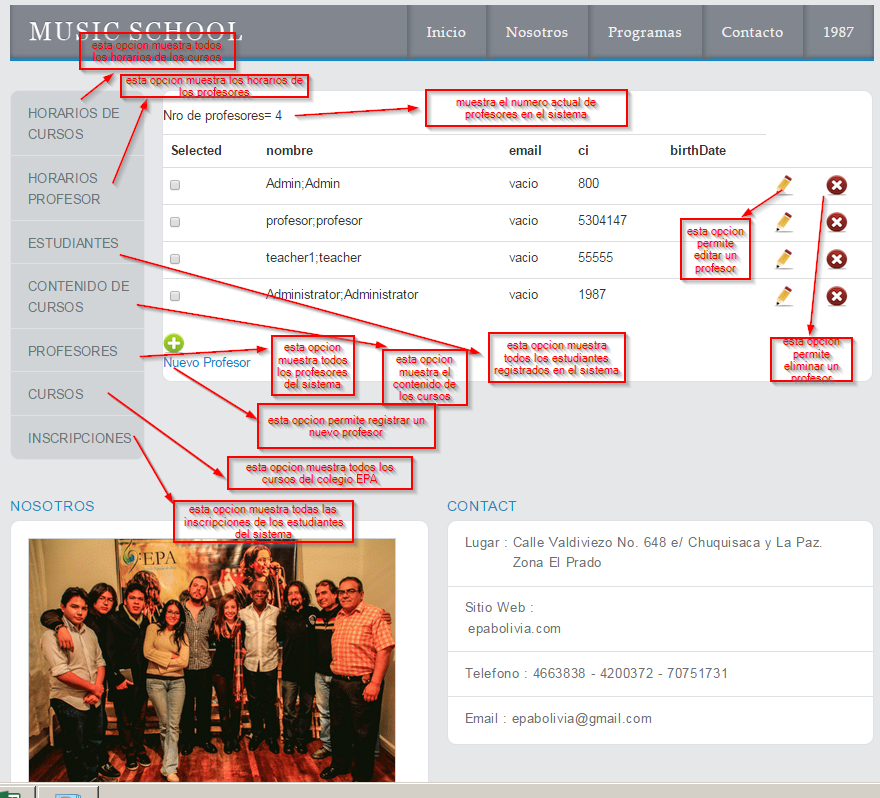 MUSIC SCHOOL
Inicio
Nosotros
Programas
Contacto
1987
esta opcion muestra todos
los horarios de los cursos
esta opcion muestra los horarios de
los profesores
HORARIOS DE
CURSOS
HORARIOS
PROFESOR
ESTUDIANTES
CONTENIDO DE
CURSOS
PROFESORES
CURSOS
INSCRIPCIONES
Nro de profesores= 4
muestra el numero actual de
profesores en el sistema
Selected nombre email ci birthDate
Admin;Admin vacio 800
profesor;profesor vacio 5304147
teacher1;teacher vacio 55555
Administrator;Administrator vacio 1987
esta opcion
permite
editar un
profesor
esta opcion
permite
eliminar un
profesor
Nuevo Profesor
esta opcion
muestra todos
los profesores
del sistema
esta opcion
muestra el
contenido de
los cursos
esta opcion muestra
todos los estudiantes
registrados en el sistema
esta opcion permite registrar un
nuevo profesor
esta opcion muestra todos los
cursos del colegio EPA
esta opcion muestra todas las
inscripciones de los estudiantes
del sistema
NOSOTROS
EPA
CONTACT
Lugar : Calle Valdiviezo No. 648 e/ Chuquisaca y La Paz.
Zona El Prado
Sitio Web :
epabolivia.com
Telefono : 4663838 - 4200372 - 70751731
Email : epabolivia@gmail.com